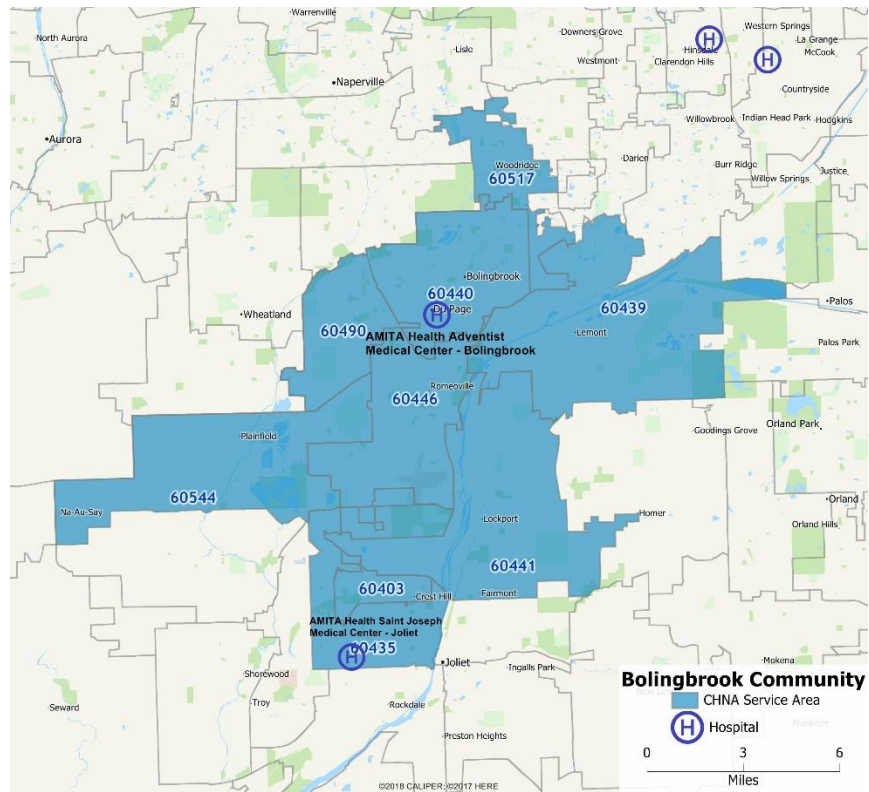 Warrenville
Western Springs
North Aurora
Downers Grove
La Grange
Lisle
Hinsdale
McCook
Westmont
Clarendon Hills
Naperville
Countryside
Willowbrook
Indian Head Park
Hodgkins
Aurora
Darien
Woodridge
Burr Ridge
Justice
60517
Willow Springs
Bolingbrook
60440
Palos
Du Page
60439
Wheatland
60490
AMITA Health Adventist
Medical Center - Bolingbrook
Lemont
Palos Park
Romeoville
60446
Orland Park
Plainfield
Goodings Grove
60544
Orland
Na-Au-Say
Lockport
Homer
Orland Hills
60441
60403
Crest Hill
Fairmont
AMITA Health Saint Joseph
Medical Center - Joliet
60435
Joliet
Mokena
Shorewood
Ingalls Park
Bolingbrook Community
CHNA Service Area
Troy
Rockdale
Seward
Hospital
Preston Heights
0 3 6
Miles
©2018 CALIPER; ©2017 HERE